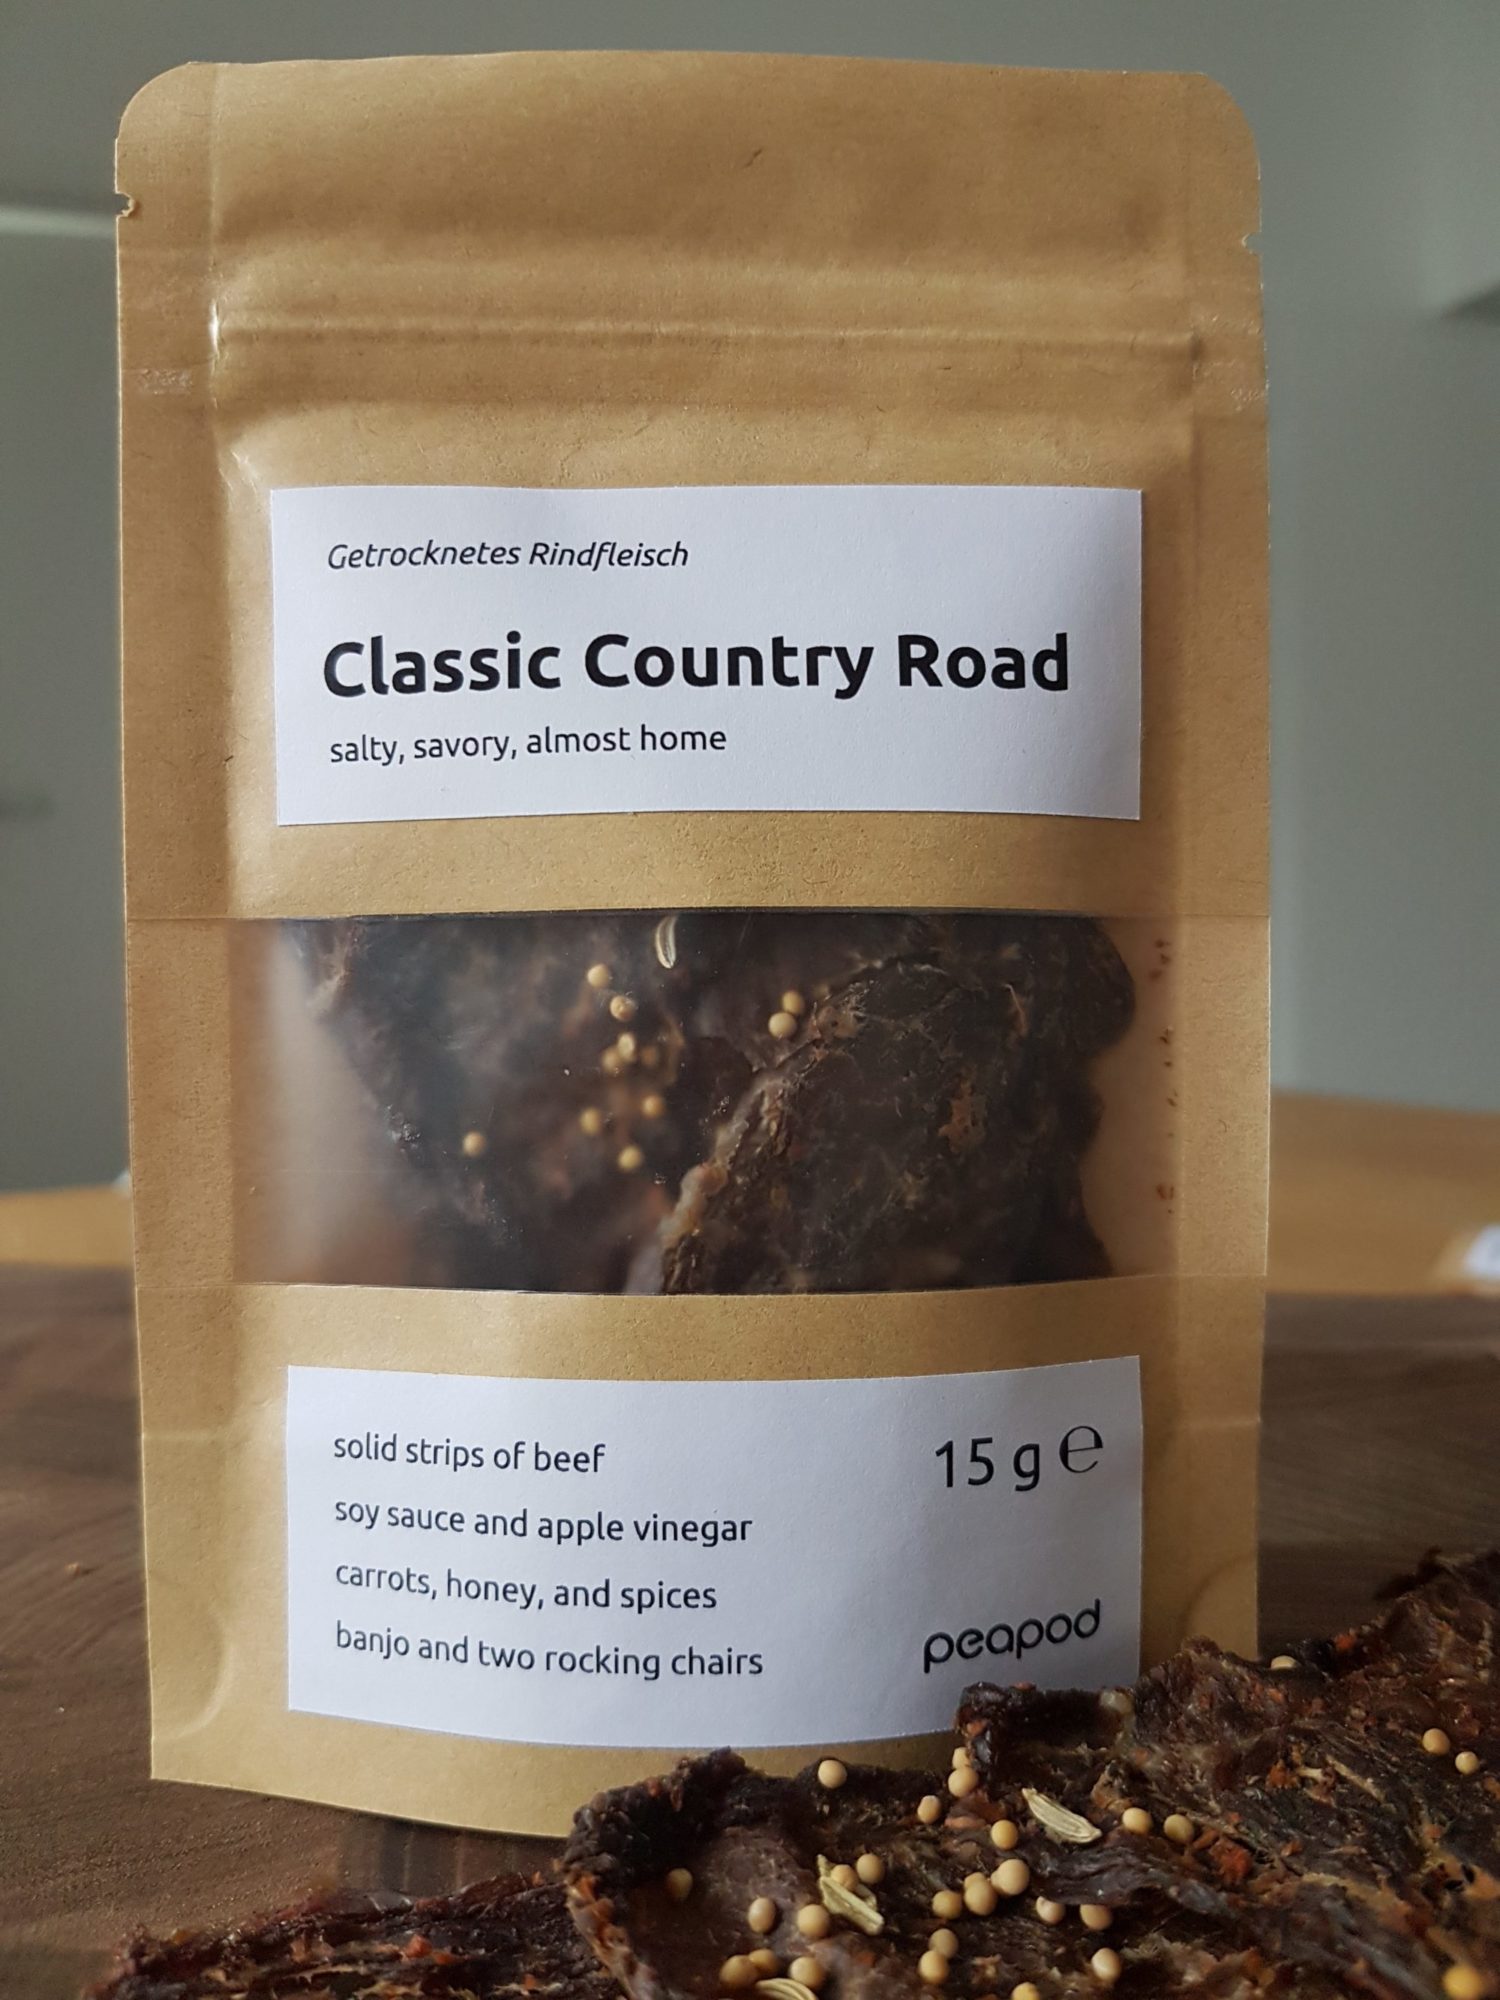 Getrocknetes Rindfleisch
Classic Country Road
salty, savory, almost home
solid strips of beef
soy sauce and apple vinegar
carrots, honey, and spices
banjo and two rocking chairs
15 g ℮
peapod